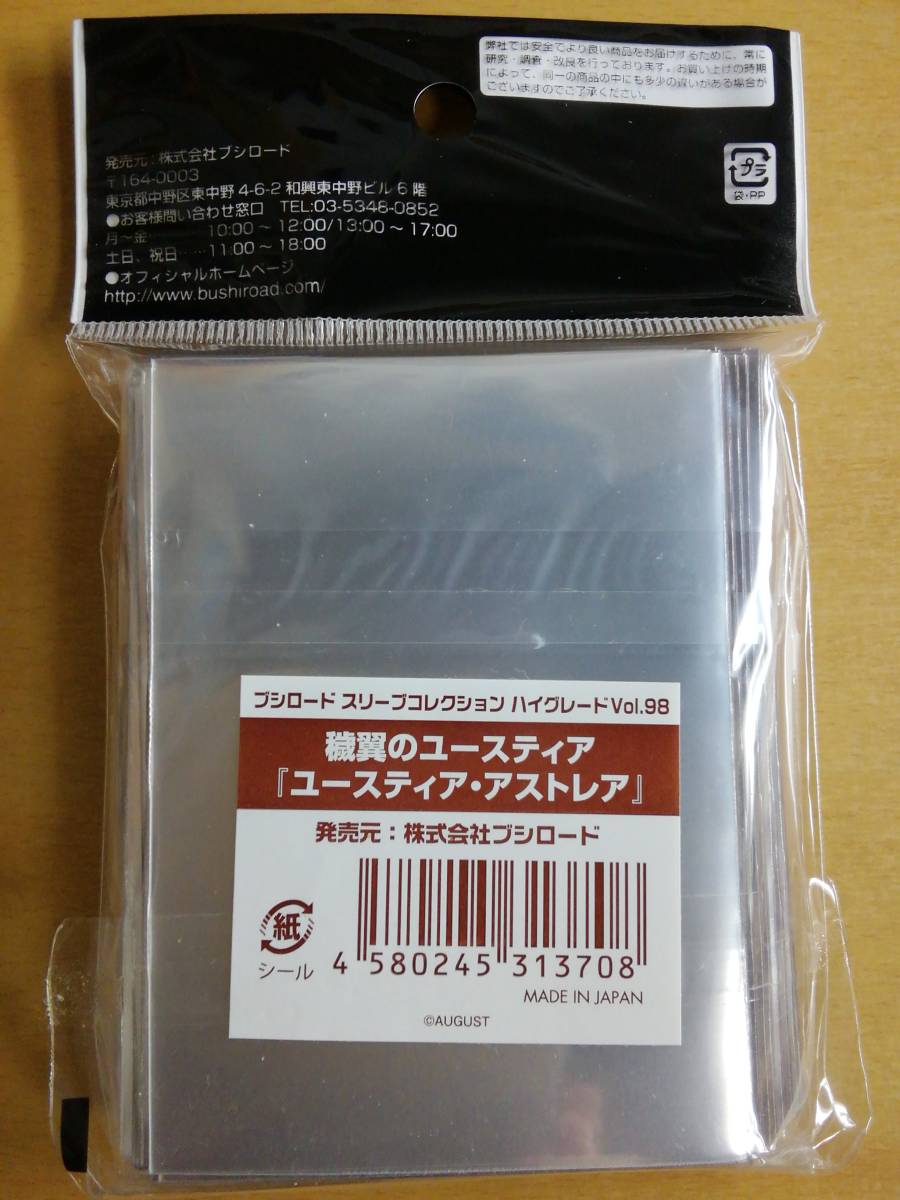 弊社では安全でより良い商品をお届けするために、常に
研究・調査・改良を行っております。お買い上げの時期
によって、同一の商品の中にも多少の違いがある場合が
ございますのでご了承ください。
プラ
袋・PP
発売元：株式会社ブシロード
〒164-0003
東京都中野区東中野4-6-2 和興東中野ビル 6 階
●お客様問い合わせ窓口 TEL:03-5348-0852
月～金………10:00～12:00/13:00～17:00
土日、祝日……11:00～18:00
●オフィシャルホームページ
http://www.bushiroad.com/
ブシロード スリーブコレクション ハイグレードVol.98
穢翼のユースティア
『ユースティア・アストレア』
発売元：株式会社ブシロード
紙
シール
4 580245 313708
MADE IN JAPAN
©AUGUST